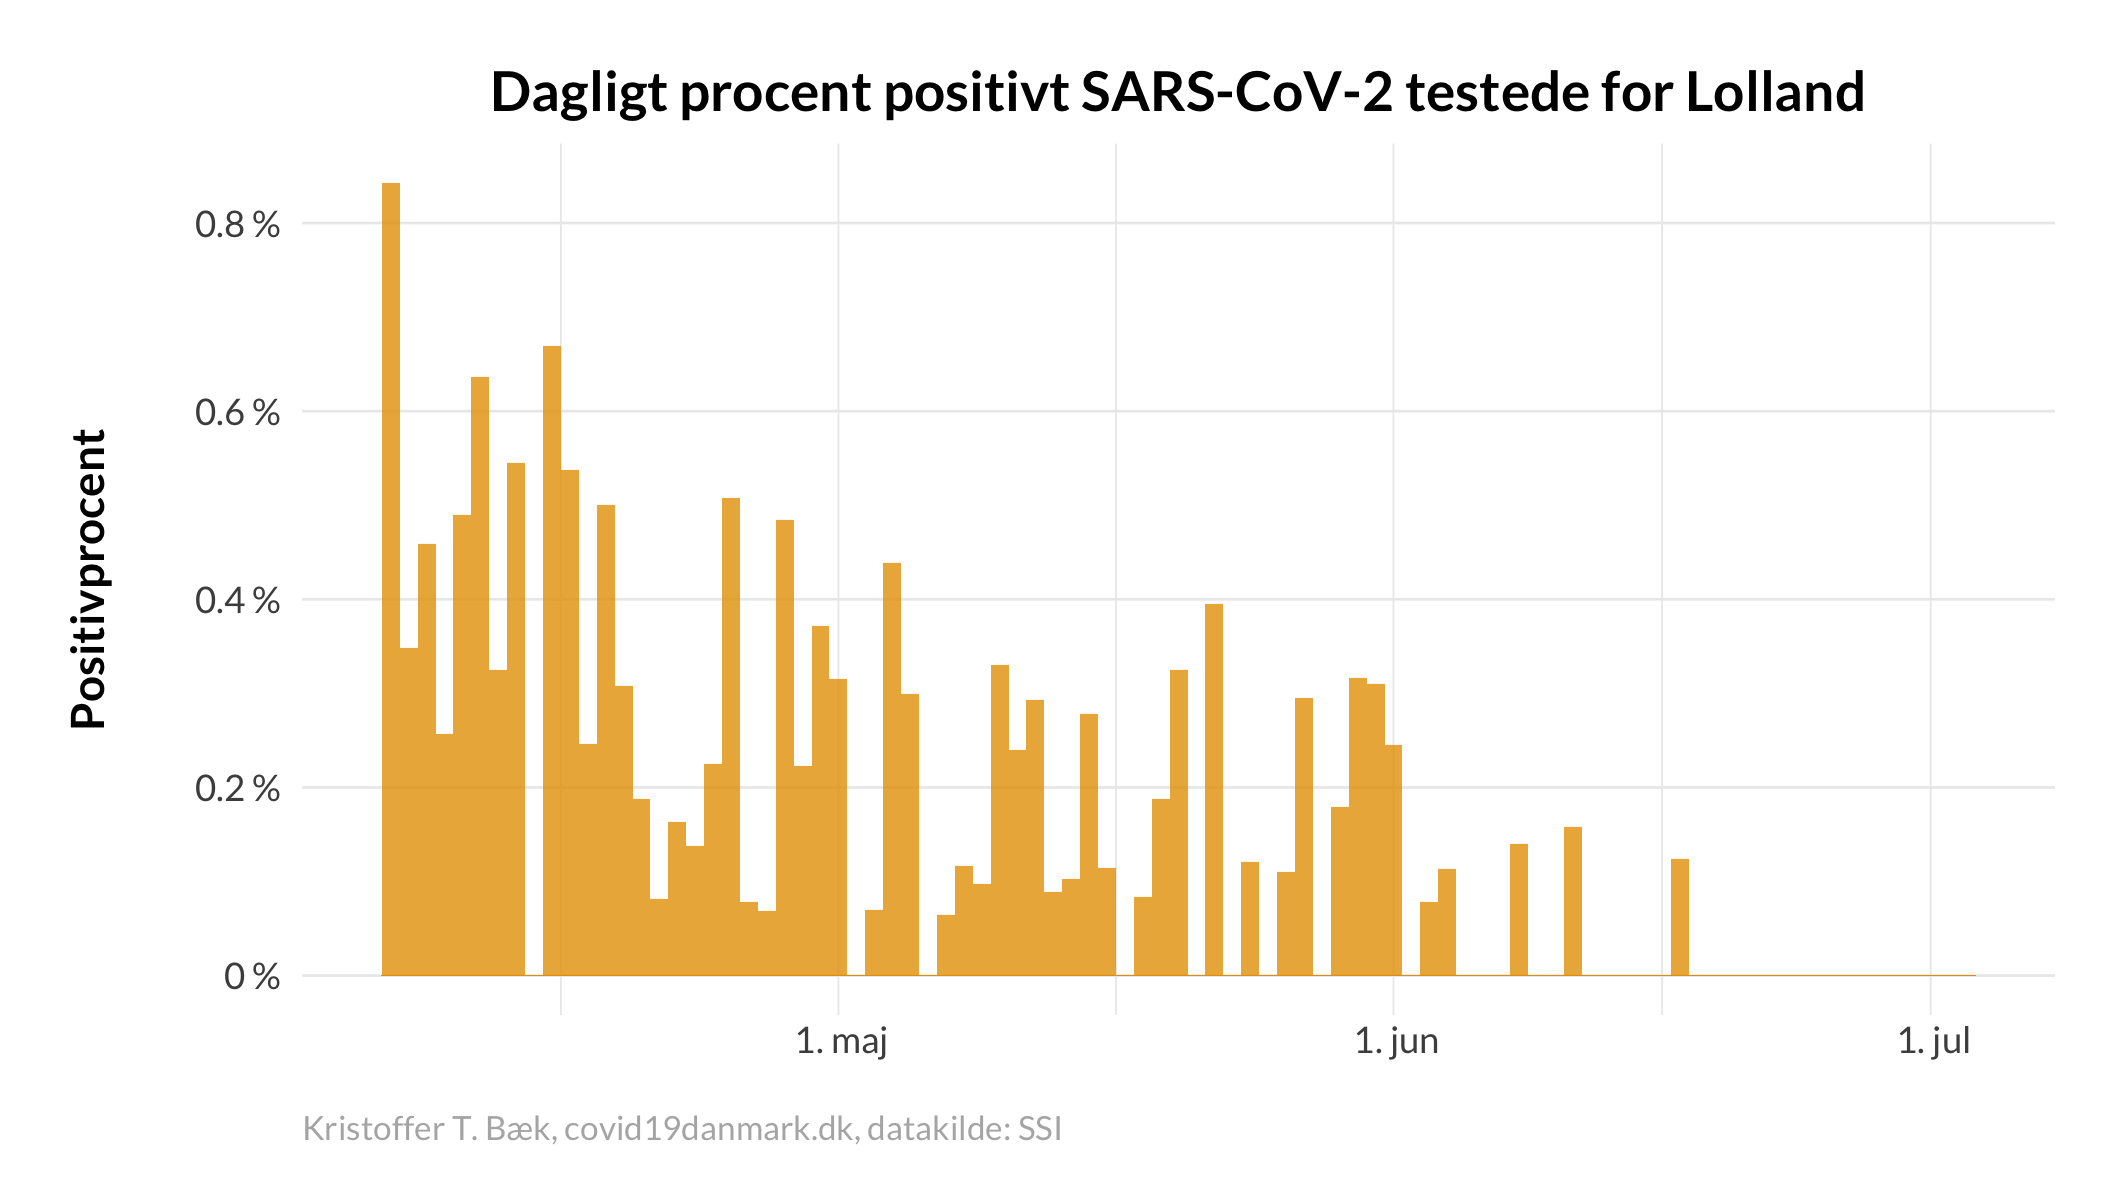 Dagligt procent positivt SARS-CoV-2 testede for Lolland
Positivprocent
0.8 %
0.6 %
0.4 %
0.2 %
0 %
1. maj
1. jun
1. jul
Kristoffer T. Bæk, covid19danmark.dk, datakilde: SSI